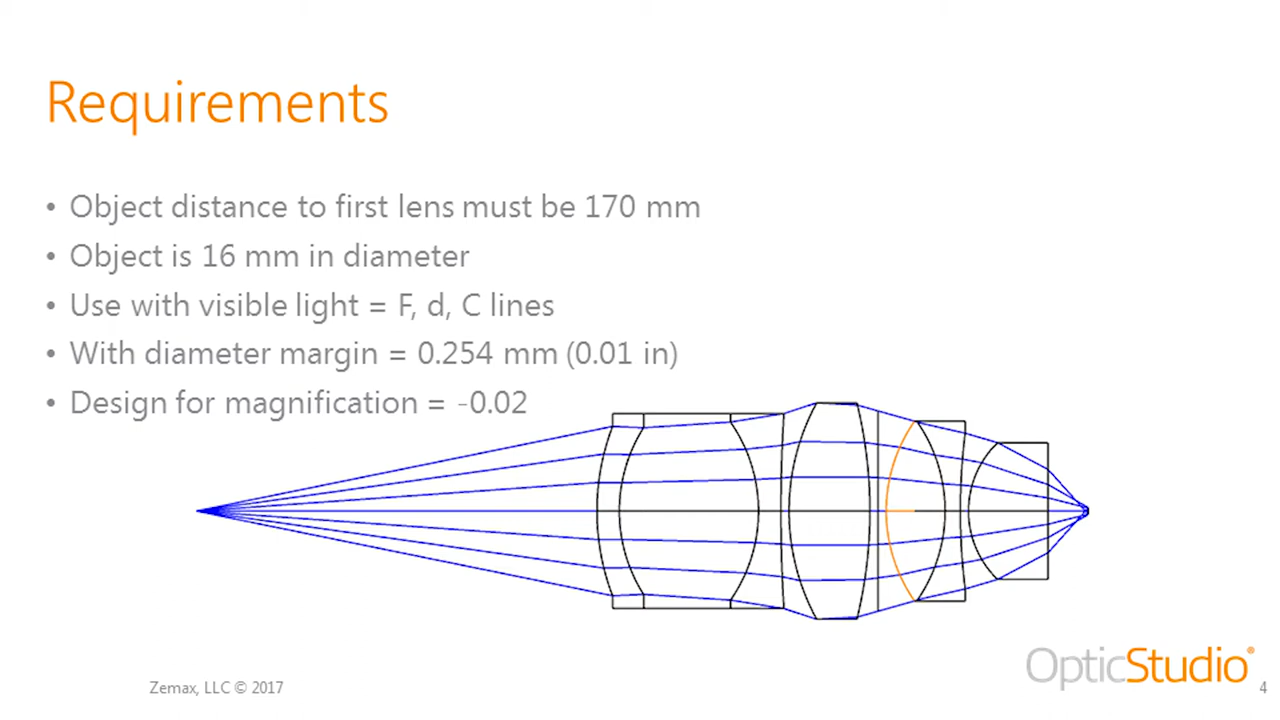 Requirements
• Object distance to first lens must be 170 mm
• Object is 16 mm in diameter
• Use with visible light = F, d, C lines
• With diameter margin = 0.254 mm (0.01 in)
• Design for magnification = -0.02
OpticStudio®
Zemax, LLC © 2017
4